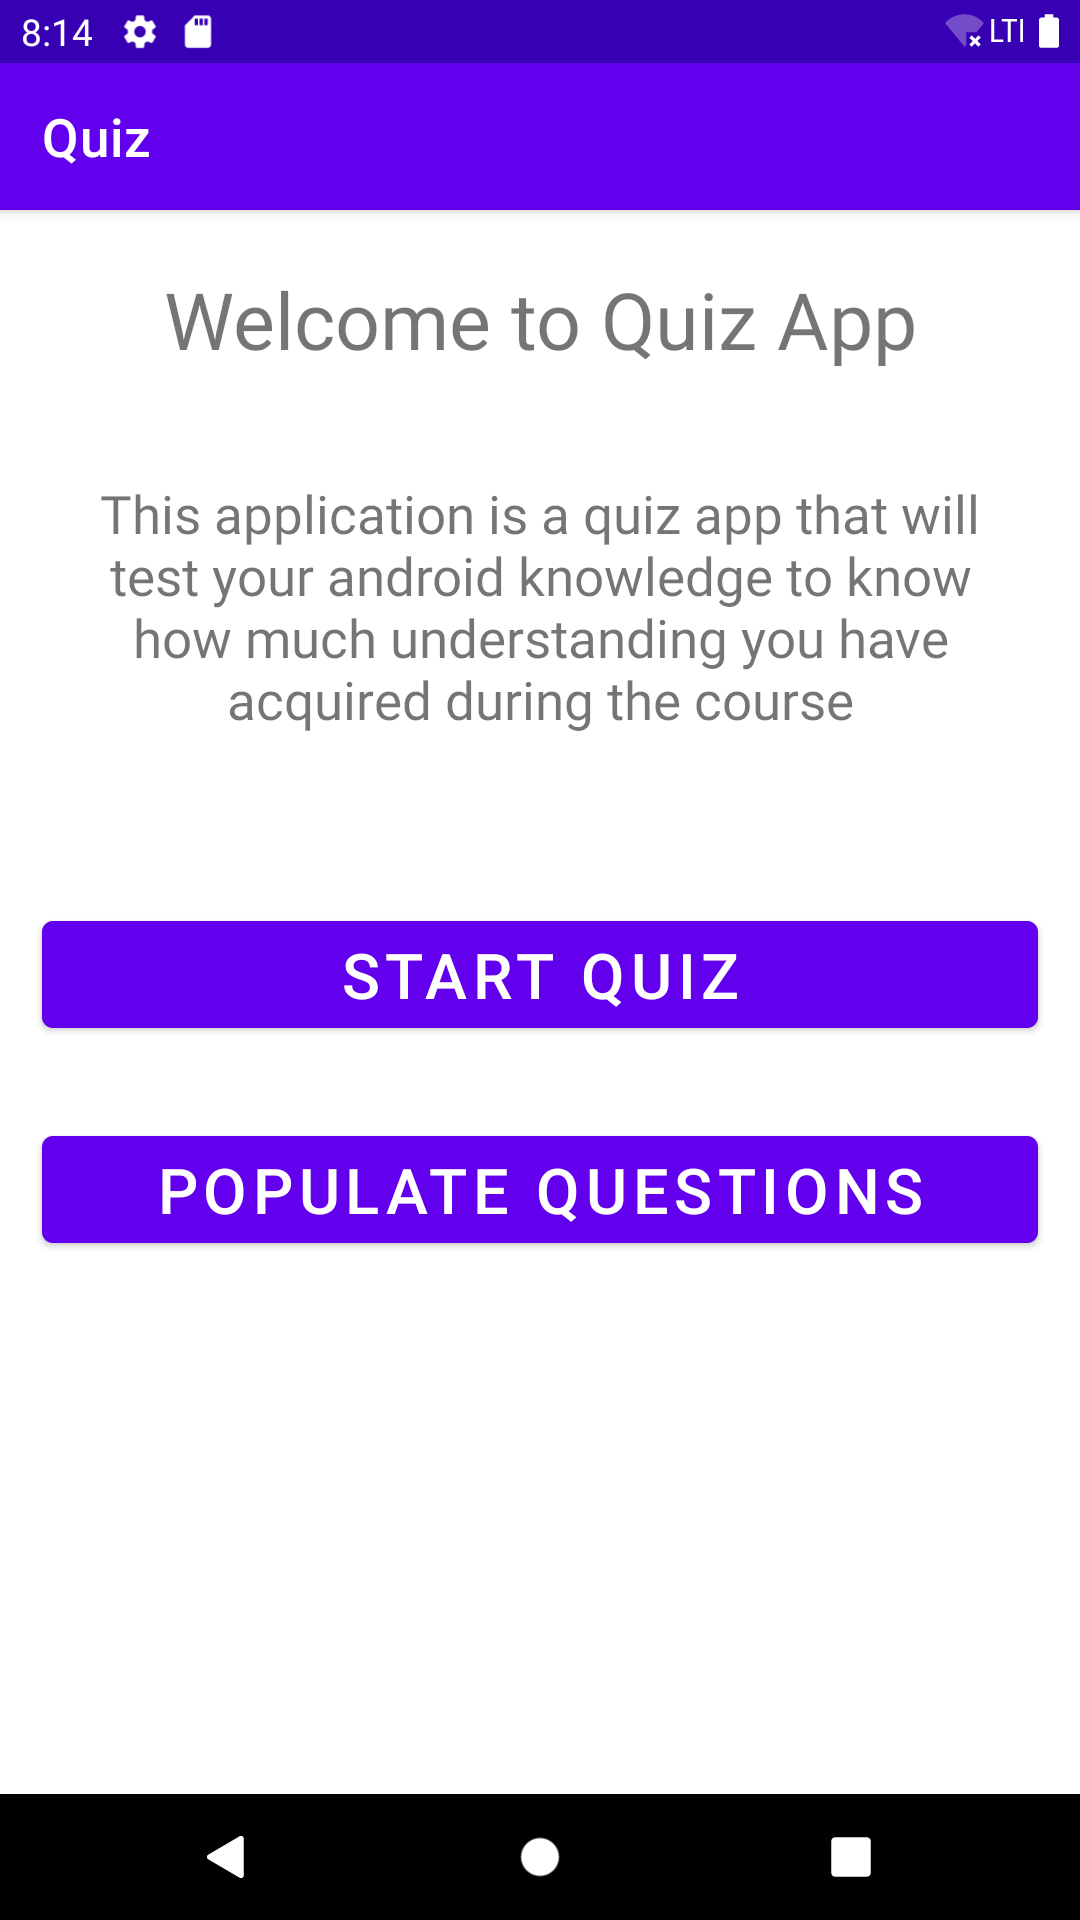 8:14 LTE
Quiz
Welcome to Quiz App
This application is a quiz app that will
test your android knowledge to know
how much understanding you have
acquired during the course
START QUIZ
POPULATE QUESTIONS